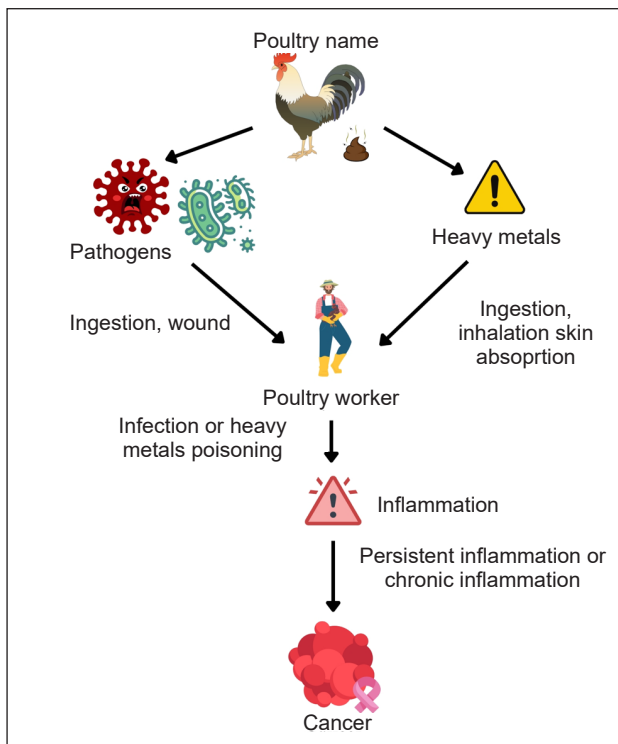 Poultry name
Pathogens
Heavy metals
Ingestion, wound
Ingestion,
inhalation skin
absoprtion
Poultry worker
Infection or heavy
metals poisoning
Inflammation
Persistent inflammation or
chronic inflammation
Cancer